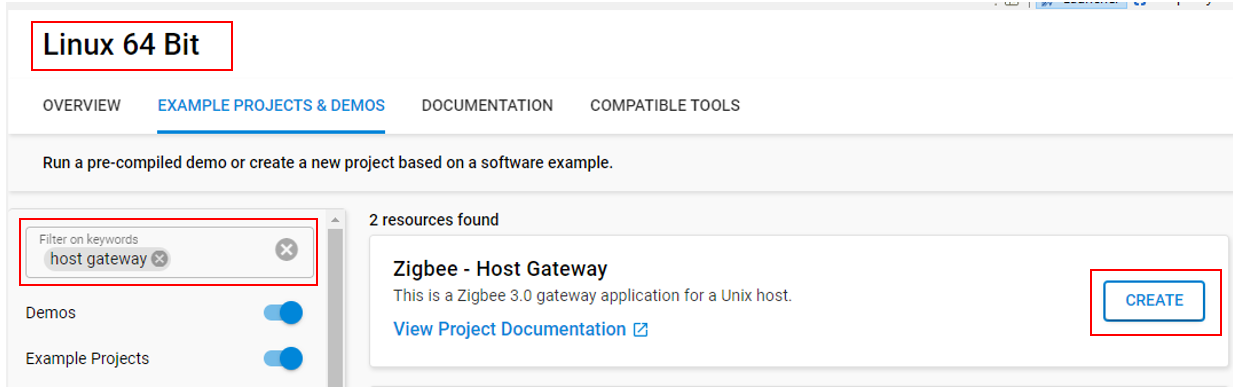 Linux 64 Bit
OVERVIEW EXAMPLE PROJECTS & DEMOS DOCUMENTATION COMPATIBLE TOOLS
Run a pre-compiled demo or create a new project based on a software example.
Filter on keywords
host gateway
Demos
Example Projects
2 resources found
Zigbee - Host Gateway
This is a Zigbee 3.0 gateway application for a Unix host.
View Project Documentation
CREATE